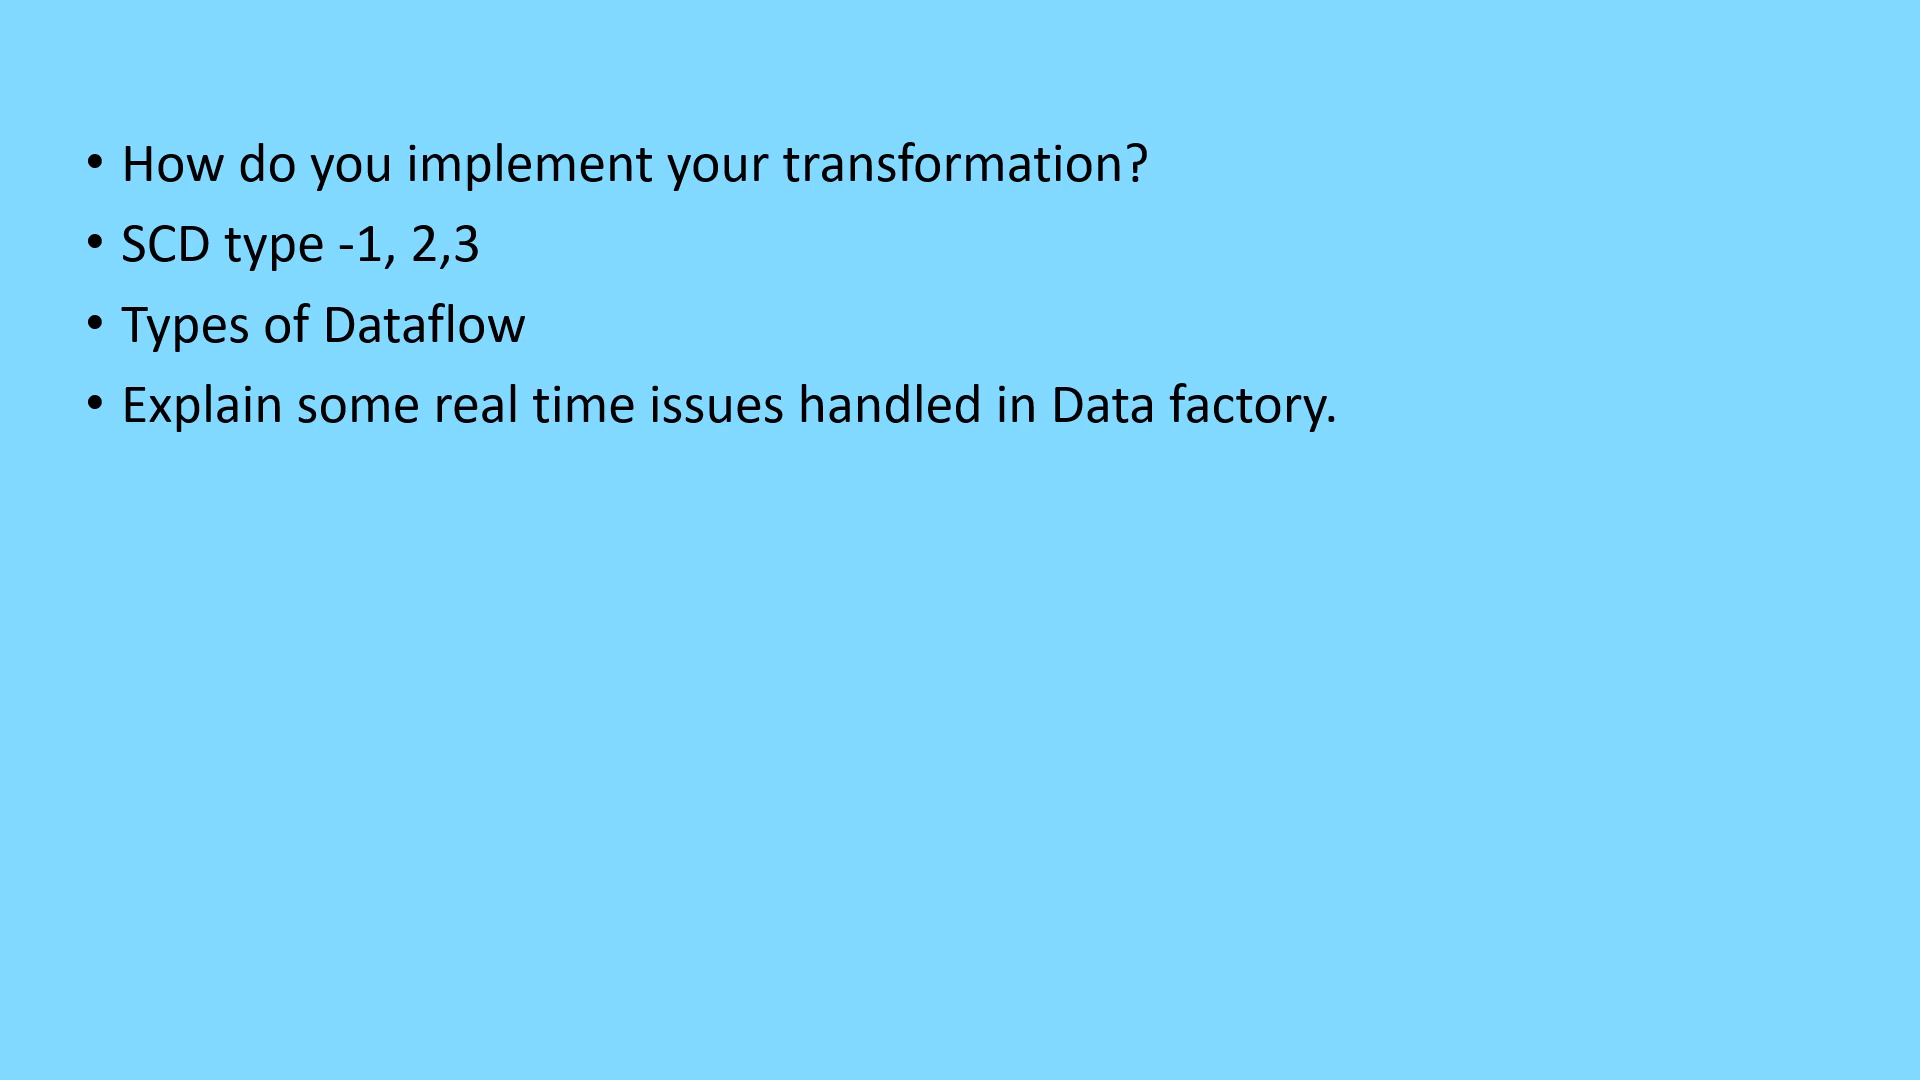 • How do you implement your transformation?
• SCD type -1, 2,3
• Types of Dataflow
• Explain some real time issues handled in Data factory.